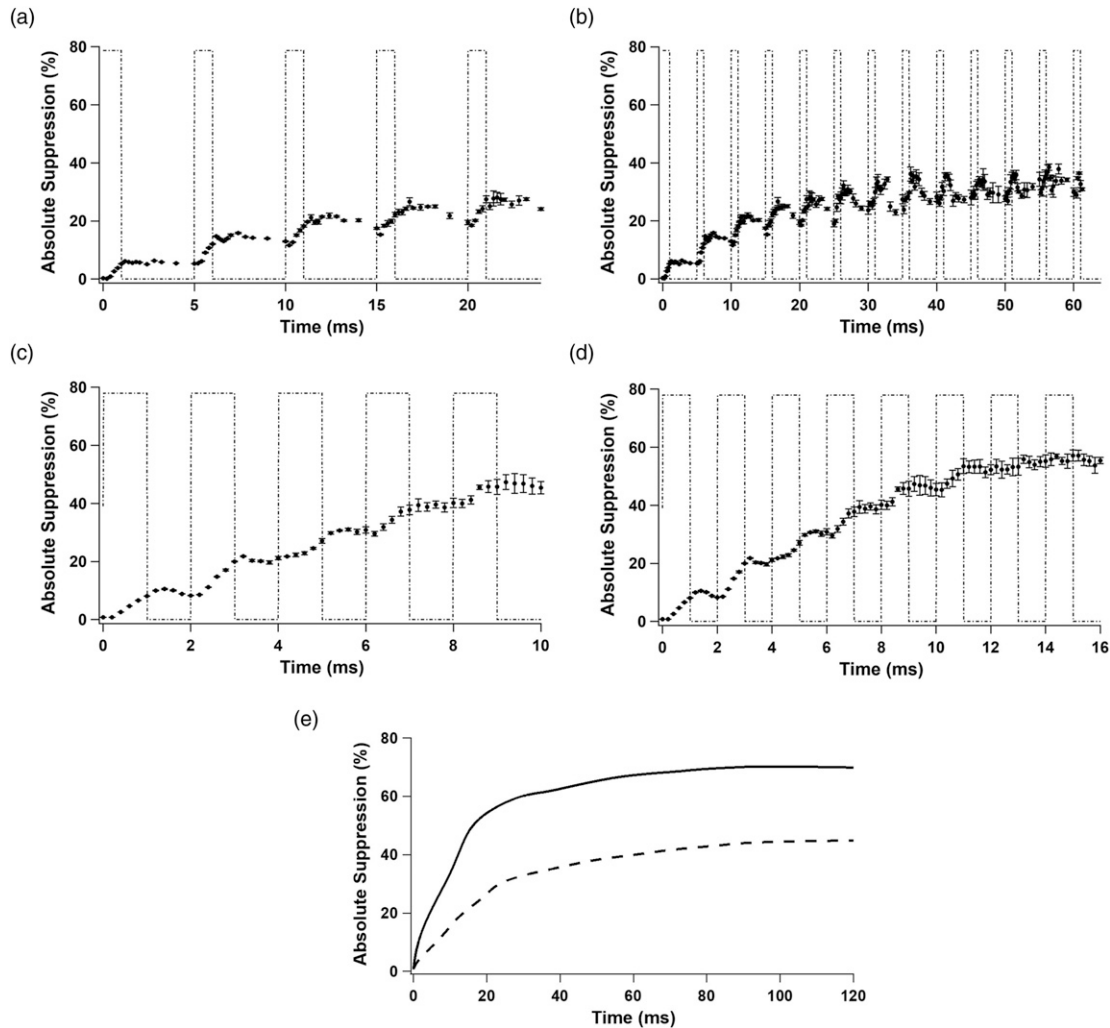 (a)
80
60
40
20
0
Absolute Suppression (%)
0 5 10 15 20
Time (ms)
(b)
80
60
40
20
0
Absolute Suppression (%)
0 10 20 30 40 50 60
Time (ms)
(c)
80
60
40
20
0
Absolute Suppression (%)
0 2 4 6 8 10
Time (ms)
(d)
80
60
40
20
0
Absolute Suppression (%)
0 2 4 6 8 10 12 14 16
Time (ms)
(e)
80
60
40
20
0
Absolute Suppression (%)
0 20 40 60 80 100 120
Time (ms)